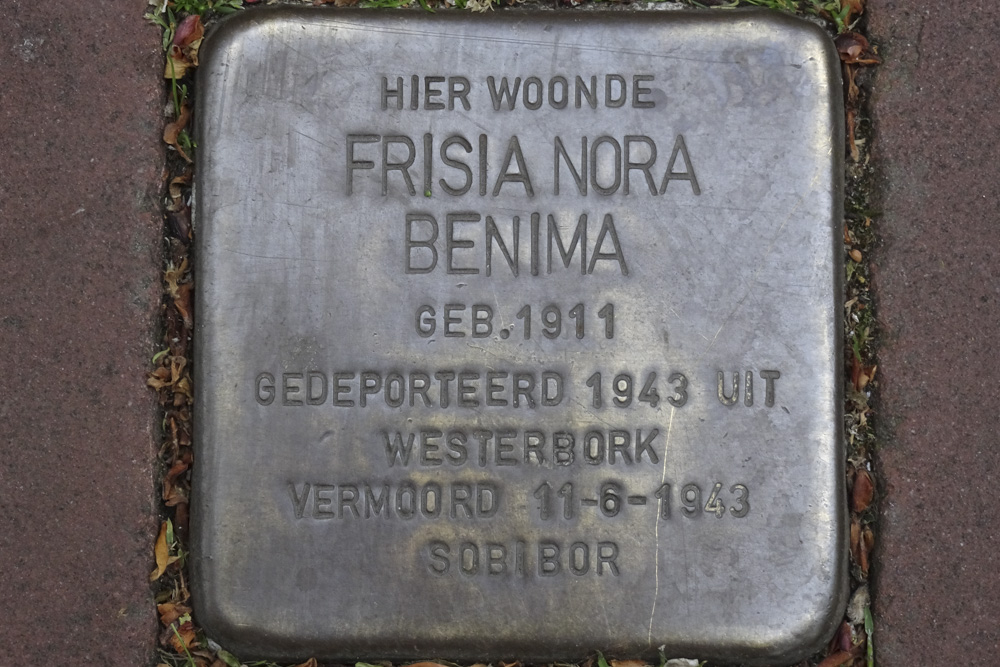 HIER WOONDE
FRISIA NORA
BENIMA
GEB.1911
GEDEPORTEERD 1943 UIT
WESTERBORK
VERMOORD 11-6-1943
SOBIBOR